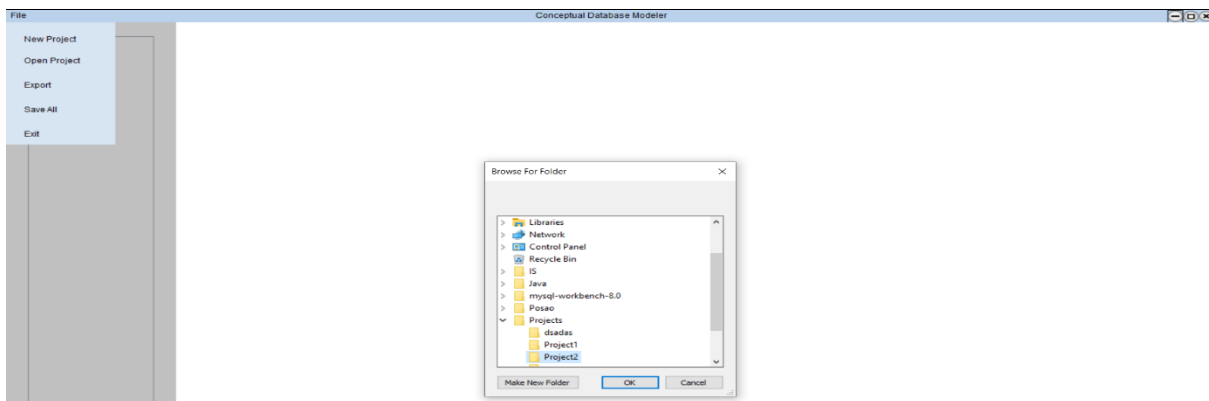 File Conceptual Database Modeler
New Project
Open Project
Export
Save All
Exit
Browse For Folder
Libraries
Network
Control Panel
Recycle Bin
IS
Java
mysql-workbench-8.0
Posao
Projects
dsadas
Project1
Project2
Make New Folder OK Cancel